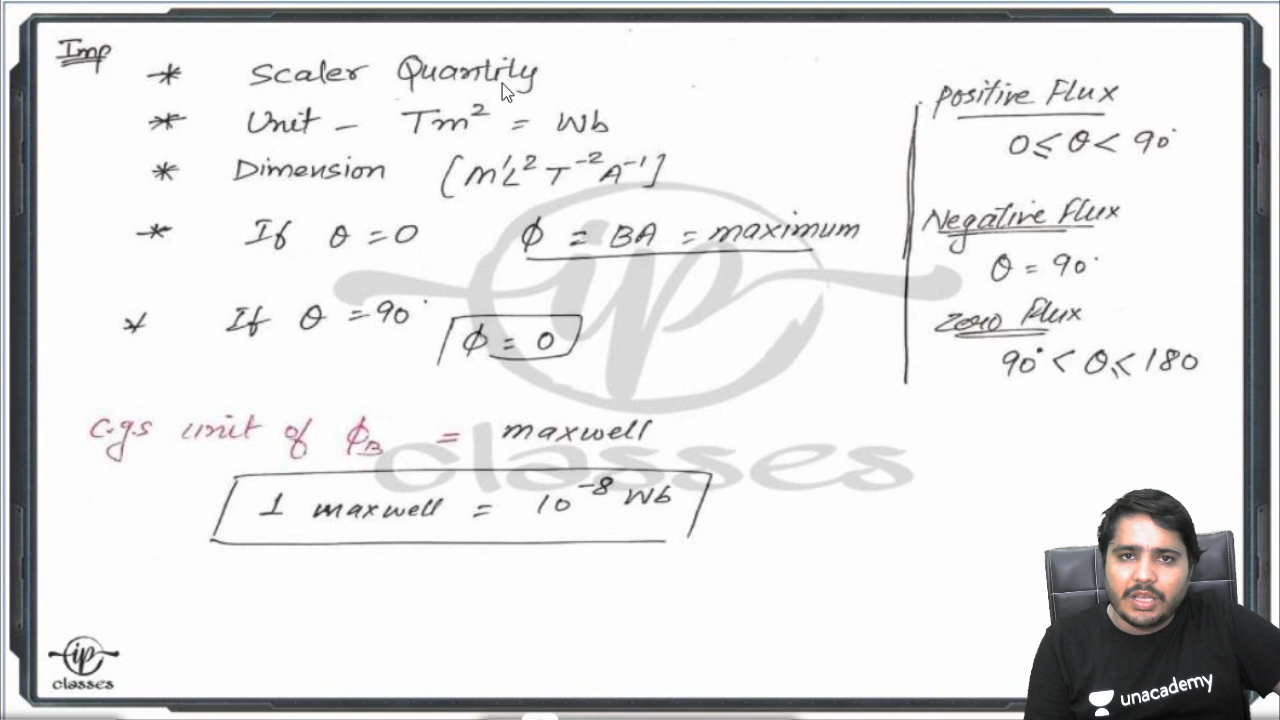 Imp
* Scaler Quantity
* Unit - Tm² = Wb
* Dimension [M¹L²T⁻²A⁻¹]
* If θ = 0 ϕ = BA = maximum
* If θ = 90° ϕ = 0
C.g.s unit of ϕB = maxwell
1 maxwell = 10⁻⁸ Wb
positive Flux
0 ≤ θ < 90°
Negative Flux
θ = 90°
Zero Flux
90° < θ ≤ 180
ip
classes
ip
classes
unacademy